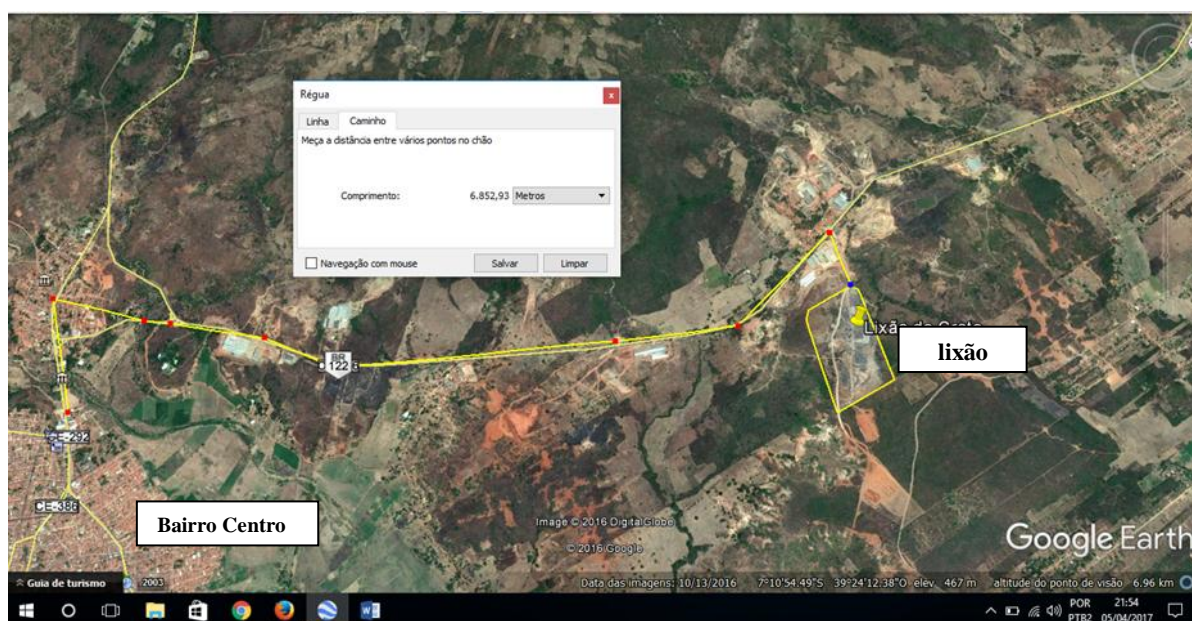 Régua
x
Linha
Caminho
Meça a distância entre vários pontos no chão
Comprimento:
6.852,93
Metros
Navegação com mouse
Salvar
Limpar
Lixão do Crato
lixão
BR
122
CE-292
CE-386
Bairro Centro
Image © 2016 DigitalGlobe
© 2016 Google
Google Earth
Guia de turismo
2003
Data das imagens: 10/13/2016 7°10'54.49"S 39°24'12.38"O elev. 467 m altitude do ponto de visão 6.96 km
POR
PTB2
21:54
05/04/2017